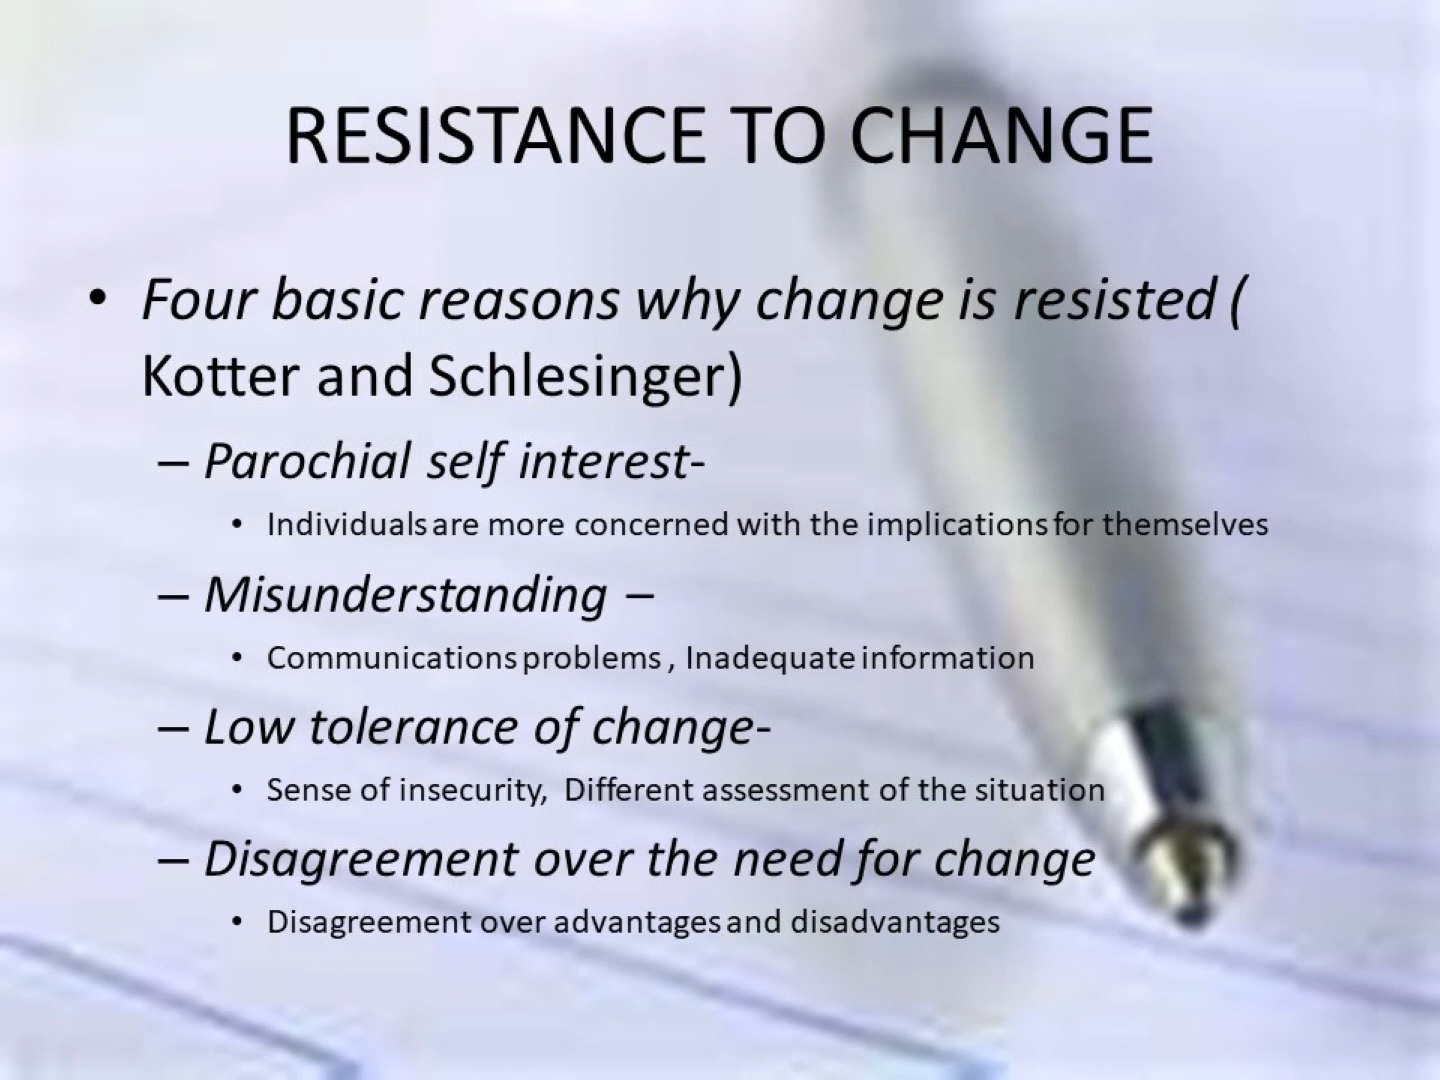 RESISTANCE TO CHANGE
• Four basic reasons why change is resisted (
Kotter and Schlesinger)
– Parochial self interest-
• Individuals are more concerned with the implications for themselves
– Misunderstanding –
• Communications problems , Inadequate information
– Low tolerance of change-
• Sense of insecurity, Different assessment of the situation
– Disagreement over the need for change
• Disagreement over advantages and disadvantages